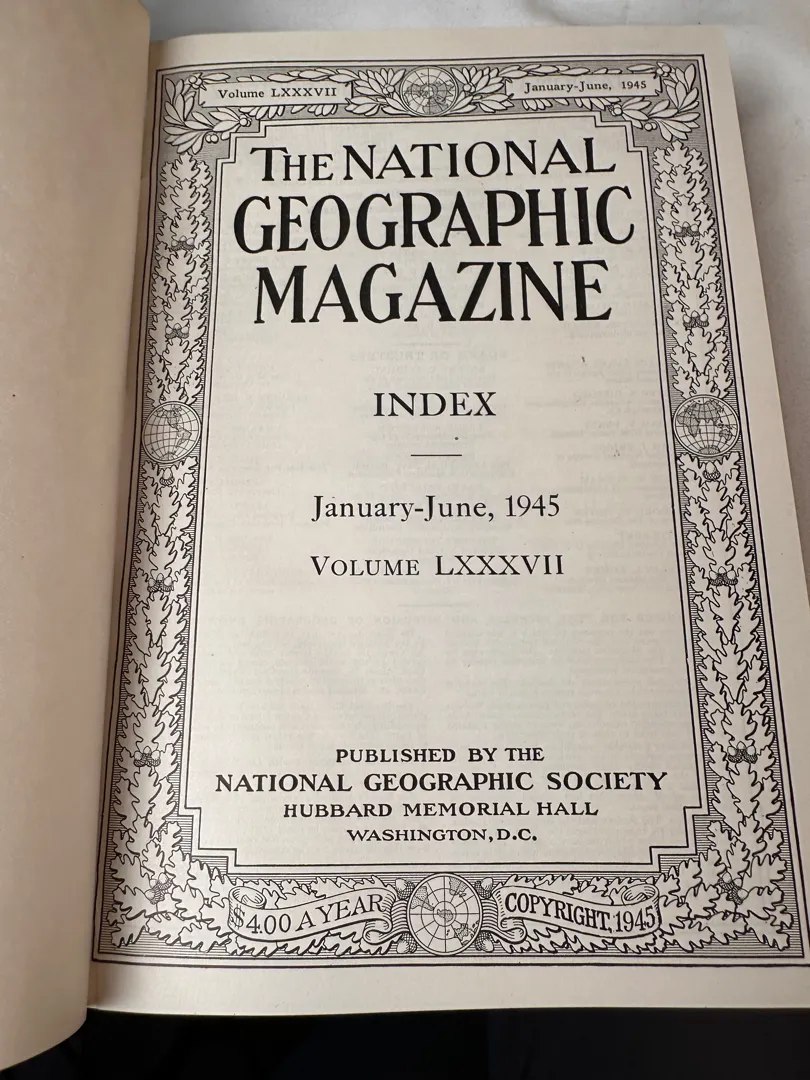 Volume LXXXVII
January-June, 1945
THE NATIONAL
GEOGRAPHIC
MAGAZINE
INDEX
January-June, 1945
VOLUME LXXXVII
PUBLISHED BY THE
NATIONAL GEOGRAPHIC SOCIETY
HUBBARD MEMORIAL HALL
WASHINGTON, D.C.
$4.00 A YEAR
COPYRIGHT, 1945